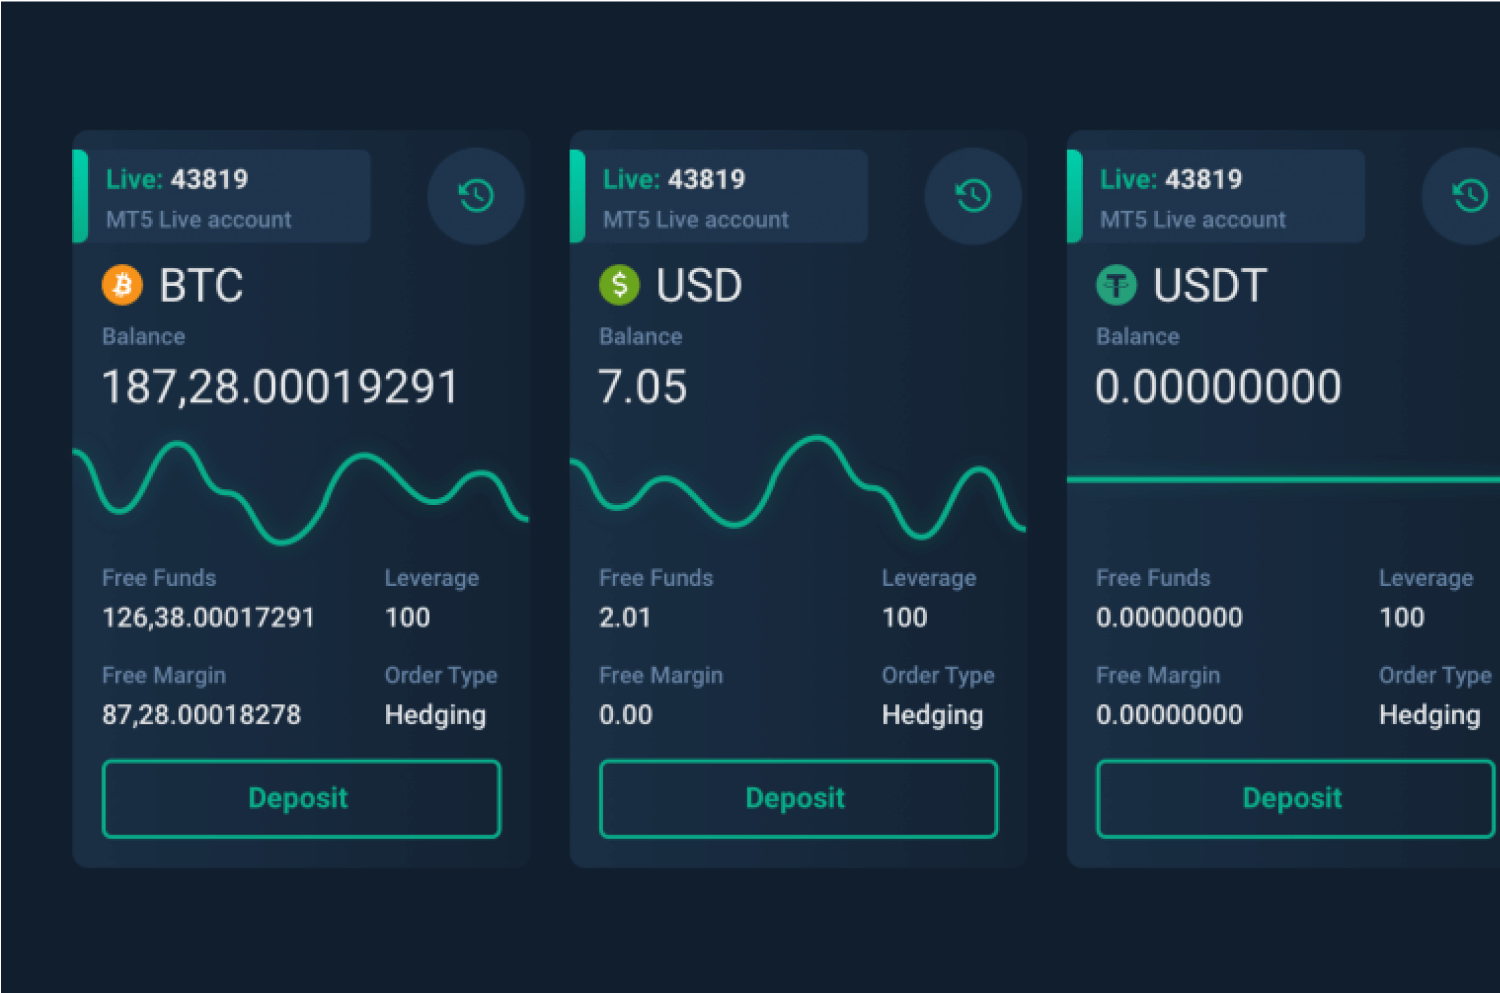 Live: 43819
MT5 Live account
BTC
Balance
187,28.00019291
Free Funds
Leverage
126,38.00017291
100
Free Margin
Order Type
87,28.00018278
Hedging
Deposit
Live: 43819
MT5 Live account
$ USD
Balance
7.05
Free Funds
Leverage
2.01
100
Free Margin
Order Type
0.00
Hedging
Deposit
Live: 43819
MT5 Live account
USDT
Balance
0.00000000
Free Funds
Leverage
0.00000000
100
Free Margin
Order Type
0.00000000
Hedging
Deposit